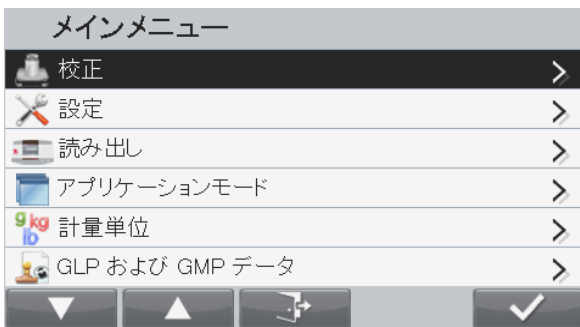 メインメニュー
校正
設定
読み出し
アプリケーションモード
g kg
lb
計量単位
GLP および GMP データ